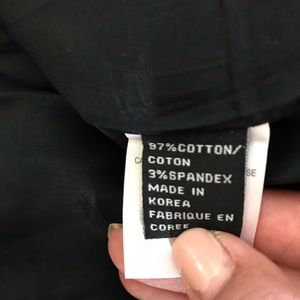 97%COTTON/
COTON
3%SPANDEX
MADE IN
KOREA
FABRIQUE EN
COREE